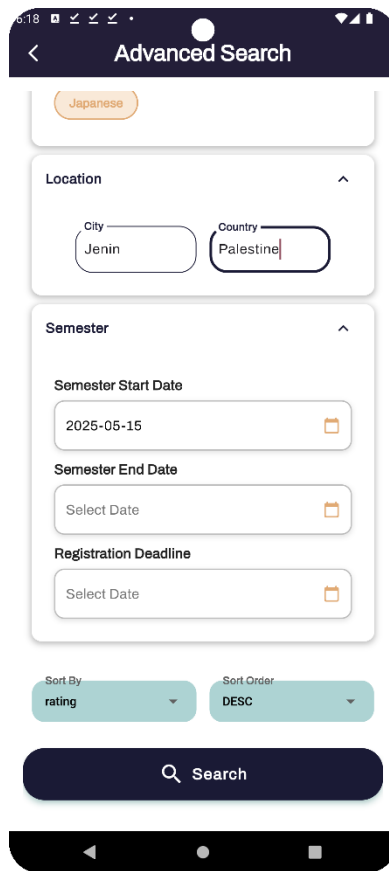 6:18
Advanced Search
Japanese
Location
City
Country
Jenin
Palestine
Semester
Semester Start Date
2025-05-15
Semester End Date
Select Date
Registration Deadline
Select Date
Sort By
Sort Order
rating
DESC
Search